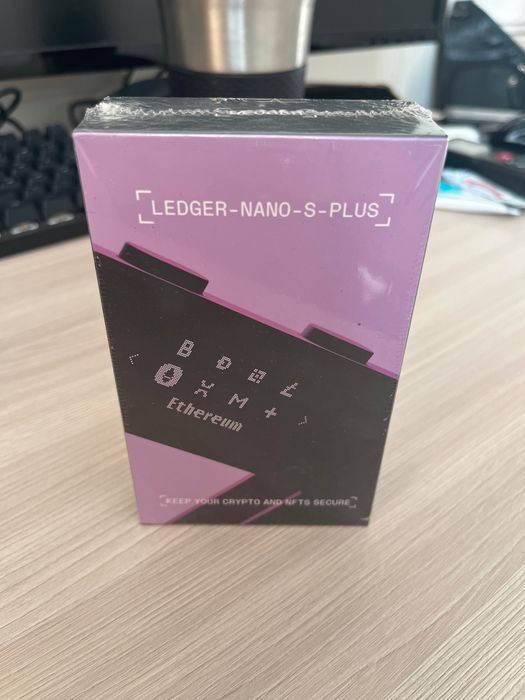 LEDGER-NANO-S-PLUS
Ethereum
KEEP YOUR CRYPTO AND NFTS SECURE